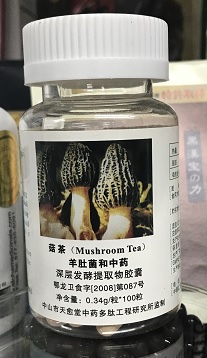 菇茶（Mushroom Tea）
羊肚菌和中药
深层发酵提取物胶囊
鄂龙卫食字[2008]第087号
净含量：0.34g/粒*100粒
中山市天愈堂中药多肽工程研究所监制